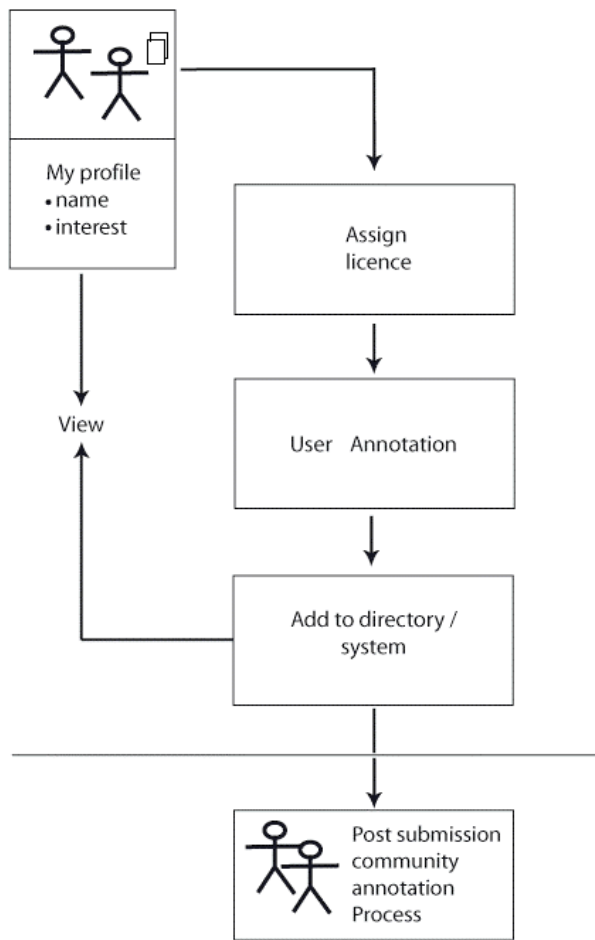 My profile
• name
• interest
Assign
licence
View
User Annotation
Add to directory /
system
Post submission
community
annotation
Process